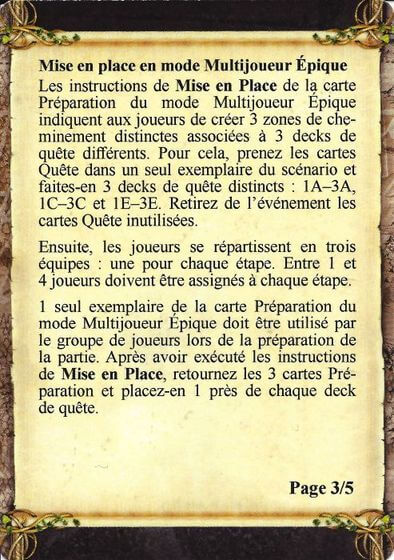 Mise en place en mode Multijoueur Épique
Les instructions de Mise en Place de la carte
Préparation du mode Multijoueur Épique
indiquent aux joueurs de créer 3 zones de che-
minement distinctes associées à 3 decks de
quête différents. Pour cela, prenez les cartes
Quête dans un seul exemplaire du scénario et
faites-en 3 decks de quête distincts : 1A–3A,
1C–3C et 1E–3E. Retirez de l’événement les
cartes Quête inutilisées.
Ensuite, les joueurs se répartissent en trois
équipes : une pour chaque étape. Entre 1 et
4 joueurs doivent être assignés à chaque étape.
1 seul exemplaire de la carte Préparation du
mode Multijoueur Épique doit être utilisé par
le groupe de joueurs lors de la préparation de
la partie. Après avoir exécuté les instructions
de Mise en Place, retournez les 3 cartes Pré-
paration et placez-en 1 près de chaque deck
de quête.
Page 3/5